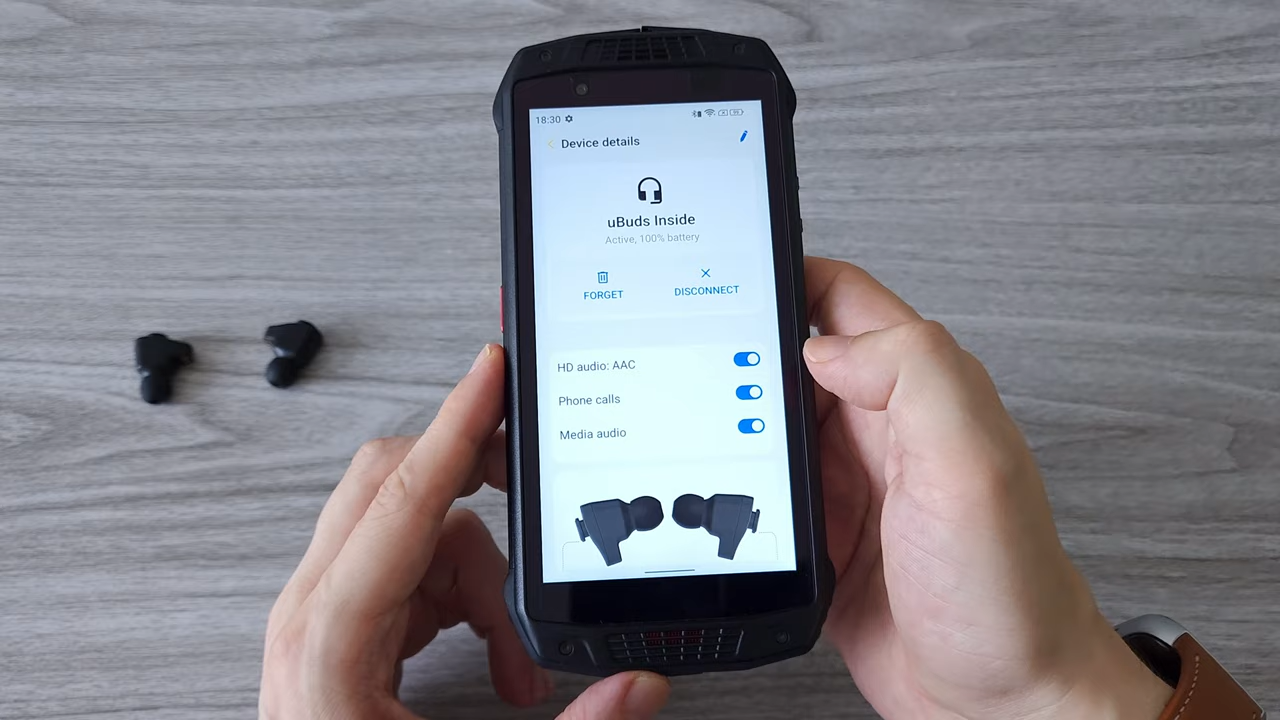 18:30
Device details
uBuds Inside
Active, 100% battery
FORGET
DISCONNECT
HD audio: AAC
Phone calls
Media audio